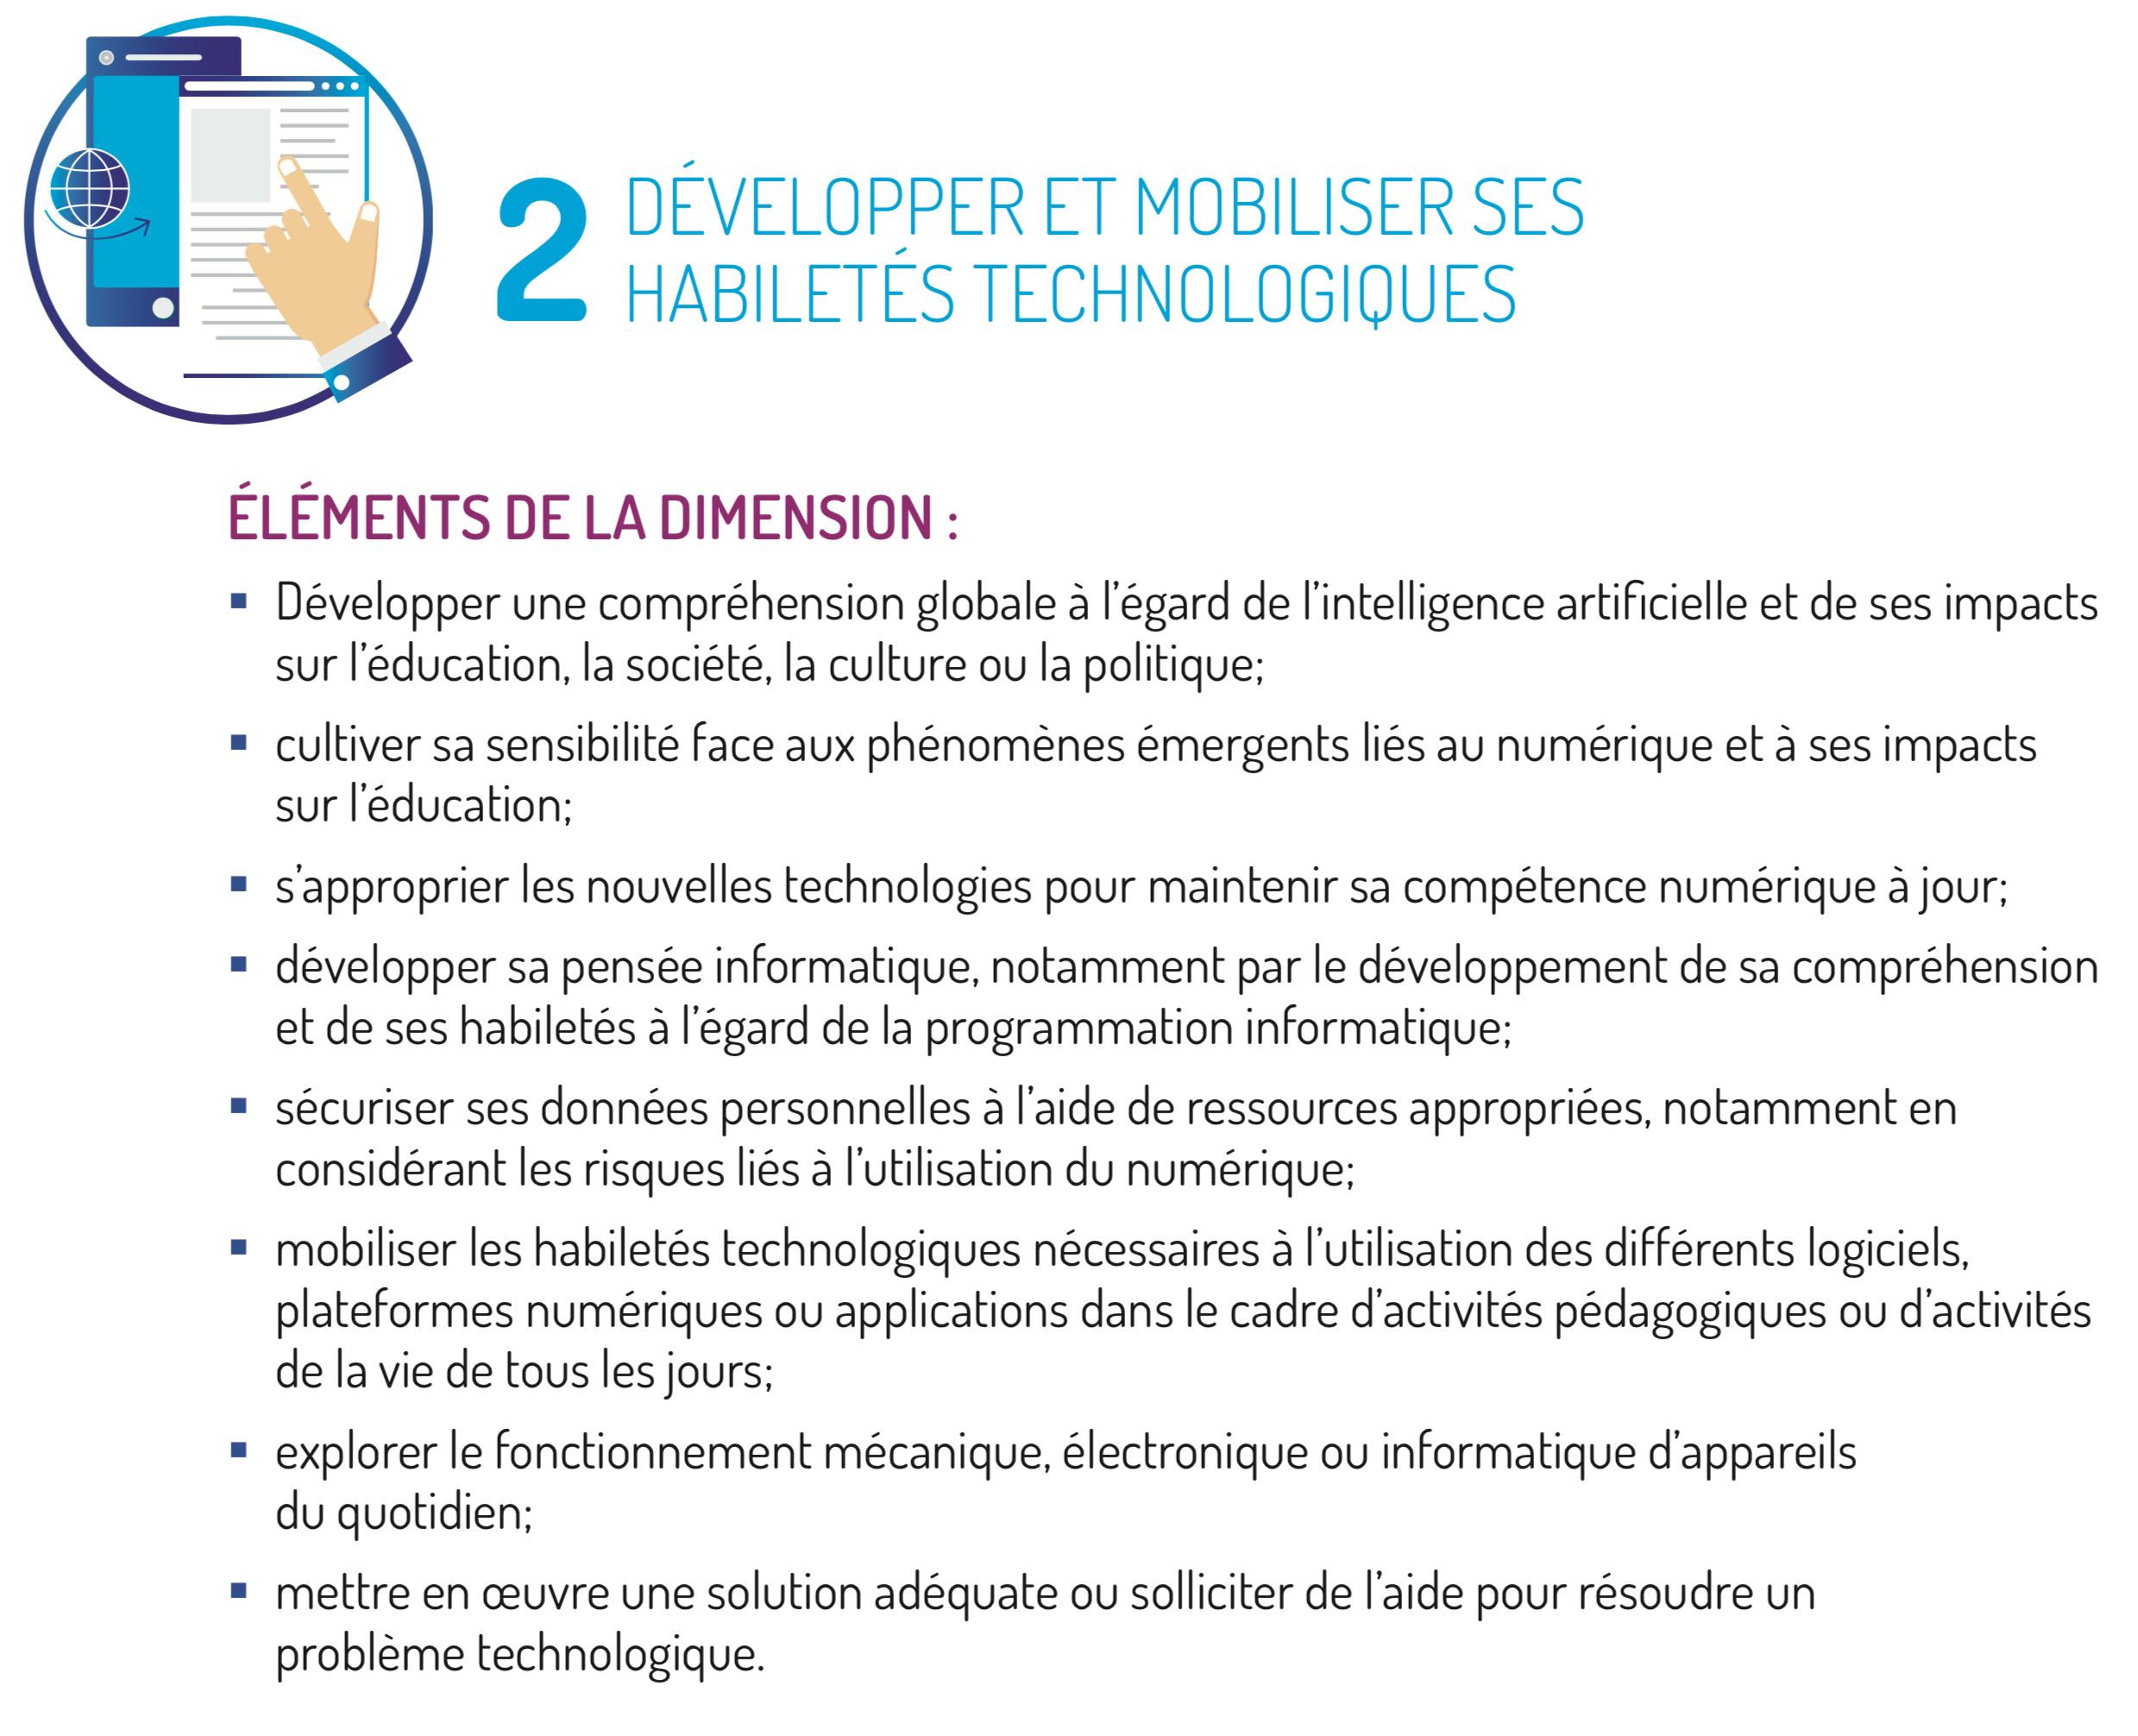 2 DÉVELOPPER ET MOBILISER SES
HABILETÉS TECHNOLOGIQUES
ÉLÉMENTS DE LA DIMENSION :
▪ Développer une compréhension globale à l’égard de l’intelligence artificielle et de ses impacts
sur l’éducation, la société, la culture ou la politique;
▪ cultiver sa sensibilité face aux phénomènes émergents liés au numérique et à ses impacts
sur l’éducation;
▪ s’approprier les nouvelles technologies pour maintenir sa compétence numérique à jour;
▪ développer sa pensée informatique, notamment par le développement de sa compréhension
et de ses habiletés à l’égard de la programmation informatique;
▪ sécuriser ses données personnelles à l’aide de ressources appropriées, notamment en
considérant les risques liés à l’utilisation du numérique;
▪ mobiliser les habiletés technologiques nécessaires à l’utilisation des différents logiciels,
plateformes numériques ou applications dans le cadre d’activités pédagogiques ou d’activités
de la vie de tous les jours;
▪ explorer le fonctionnement mécanique, électronique ou informatique d’appareils
du quotidien;
▪ mettre en œuvre une solution adéquate ou solliciter de l’aide pour résoudre un
problème technologique.